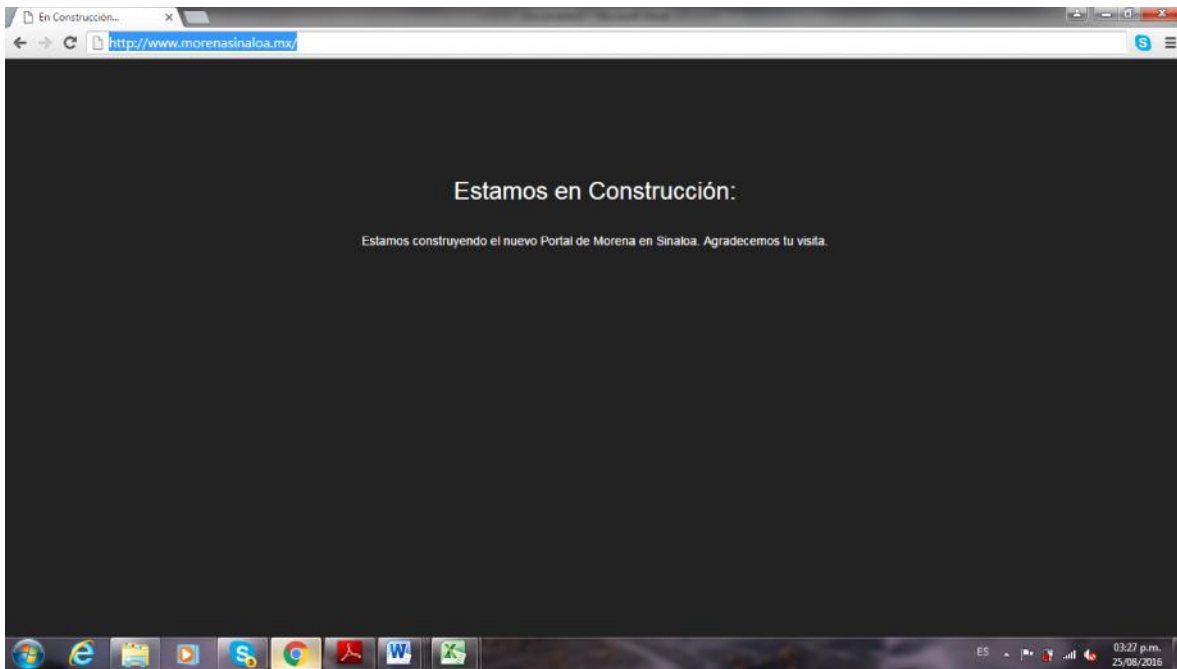 En Construcción...
http://www.morenasinaloa.mx/
Estamos en Construcción:
Estamos construyendo el nuevo Portal de Morena en Sinaloa. Agradecemos tu visita.
ES
03:27 p.m.
25/08/2016